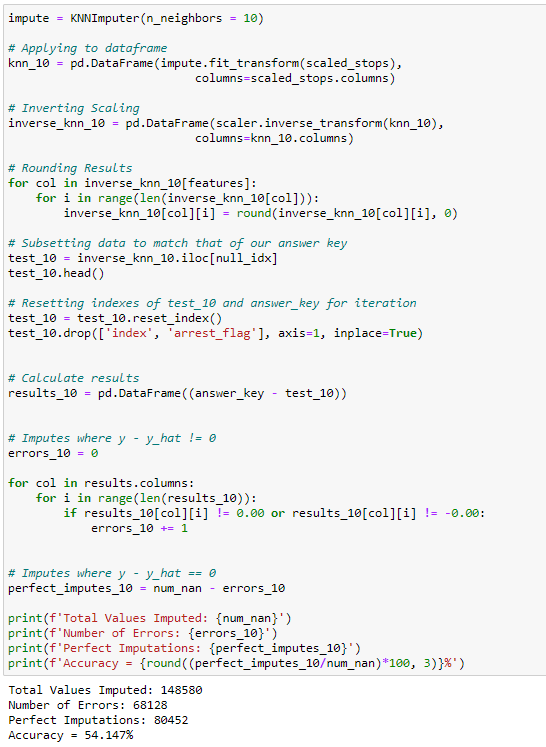 impute = KNNImputer(n_neighbors = 10)
# Applying to dataframe
knn_10 = pd.DataFrame(impute.fit_transform(scaled_stops),
columns=scaled_stops.columns)
# Inverting Scaling
inverse_knn_10 = pd.DataFrame(scaler.inverse_transform(knn_10),
columns=knn_10.columns)
# Rounding Results
for col in inverse_knn_10[features]:
for i in range(len(inverse_knn_10[col])):
inverse_knn_10[col][i] = round(inverse_knn_10[col][i], 0)
# Subsetting data to match that of our answer key
test_10 = inverse_knn_10.iloc[null_idx]
test_10.head()
# Resetting indexes of test_10 and answer_key for iteration
test_10 = test_10.reset_index()
test_10.drop(['index', 'arrest_flag'], axis=1, inplace=True)
# Calculate results
results_10 = pd.DataFrame((answer_key - test_10))
# Imputes where y - y_hat != 0
errors_10 = 0
for col in results.columns:
for i in range(len(results_10)):
if results_10[col][i] != 0.00 or results_10[col][i] != -0.00:
errors_10 += 1
# Imputes where y - y_hat == 0
perfect_imputes_10 = num_nan - errors_10
print(f'Total Values Imputed: {num_nan}')
print(f'Number of Errors: {errors_10}')
print(f'Perfect Imputations: {perfect_imputes_10}')
print(f'Accuracy = {round((perfect_imputes_10/num_nan)*100, 3)}%')
Total Values Imputed: 148580
Number of Errors: 68128
Perfect Imputations: 80452
Accuracy = 54.147%